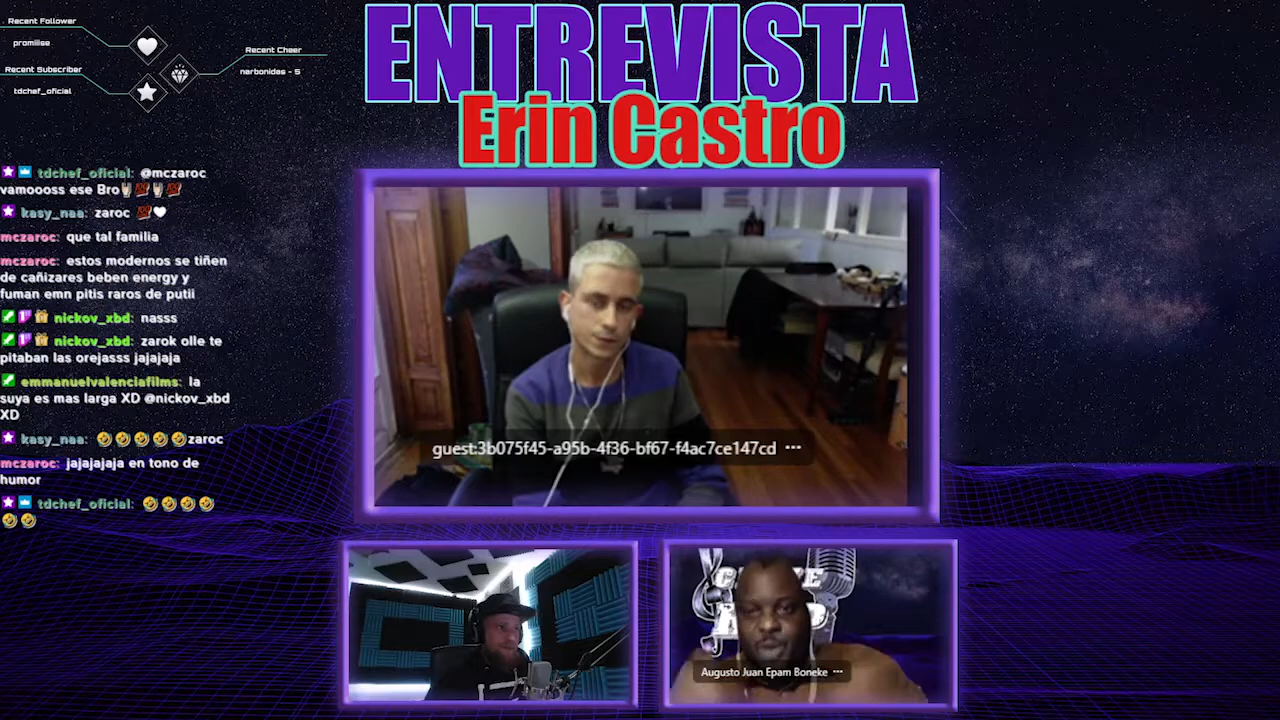 Recent Follower
promiise
Recent Cheer
narbonidas - 5
Recent Subscriber
tdchef_oficial
ENTREVISTA
Erin Castro
tdchef_oficial: @mczaroc
vamoooss ese Bro
kasy_naa: zaroc
mczaroc: que tal familia
mczaroc: estos modernos se tiñen
de cañizares beben energy y
fuman emn pitis raros de putii
nickov_xbd: nasss
nickov_xbd: zarok olle te
pitaban las orejasss jajajaja
emmanuelvalenciafilms: la
suya es mas larga XD @nickov_xbd
XD
kasy_naa: 🤣🤣🤣🤣🤣zaroc
mczaroc: jajajajaja en tono de
humor
tdchef_oficial: 🤣🤣🤣🤣
🤣🤣
guest:3b075f45-a95b-4f36-bf67-f4ac7ce147cd ···
Augusto Juan Epam Boneke ···